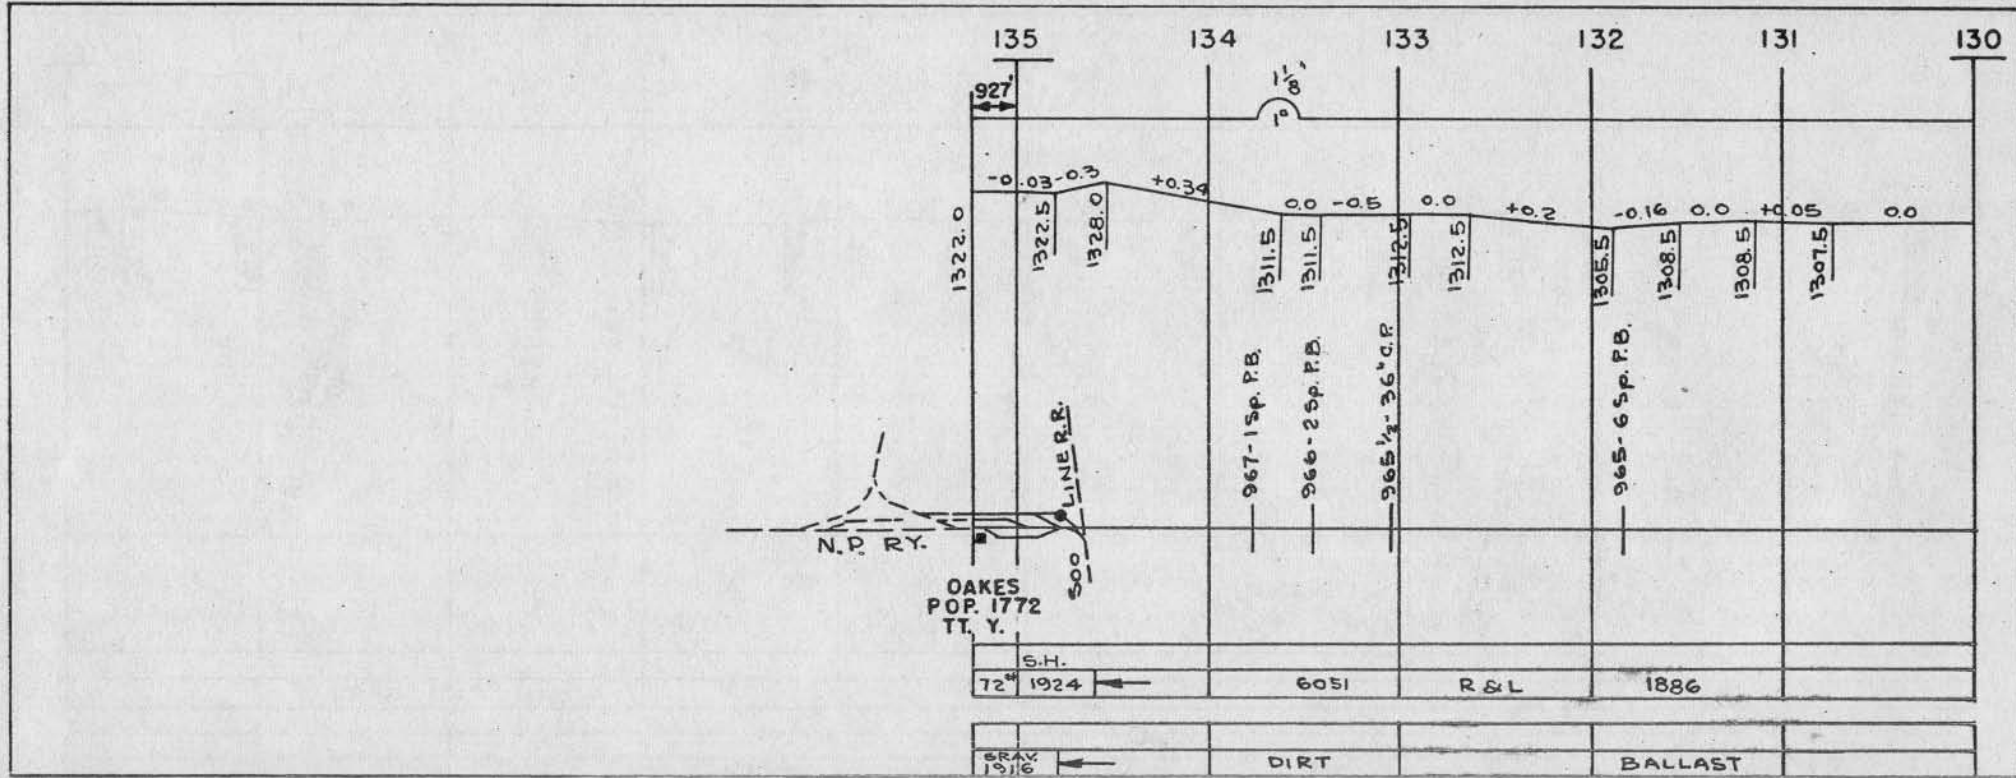 135 134 133 132 131 130
927'
1 1/8"
1°
-0.03 -0.3 +0.34 0.0 -0.5 0.0 +0.2 -0.16 0.0 +0.05 0.0
1322.0 1322.5 1328.0 1311.5 1311.5 1312.5 1312.5 1305.5 1308.5 1308.5 1307.5
967-1 Sp. P.B.
966-2 Sp. P.B.
965 1/2-36" C.P.
965-6 Sp. P.B.
SOO LINE R.R.
N.P. RY.
OAKES
POP. 1772
TT. Y.
S.H.
72# 1924 6051 R & L 1886
GRAV. DIRT BALLAST
1916